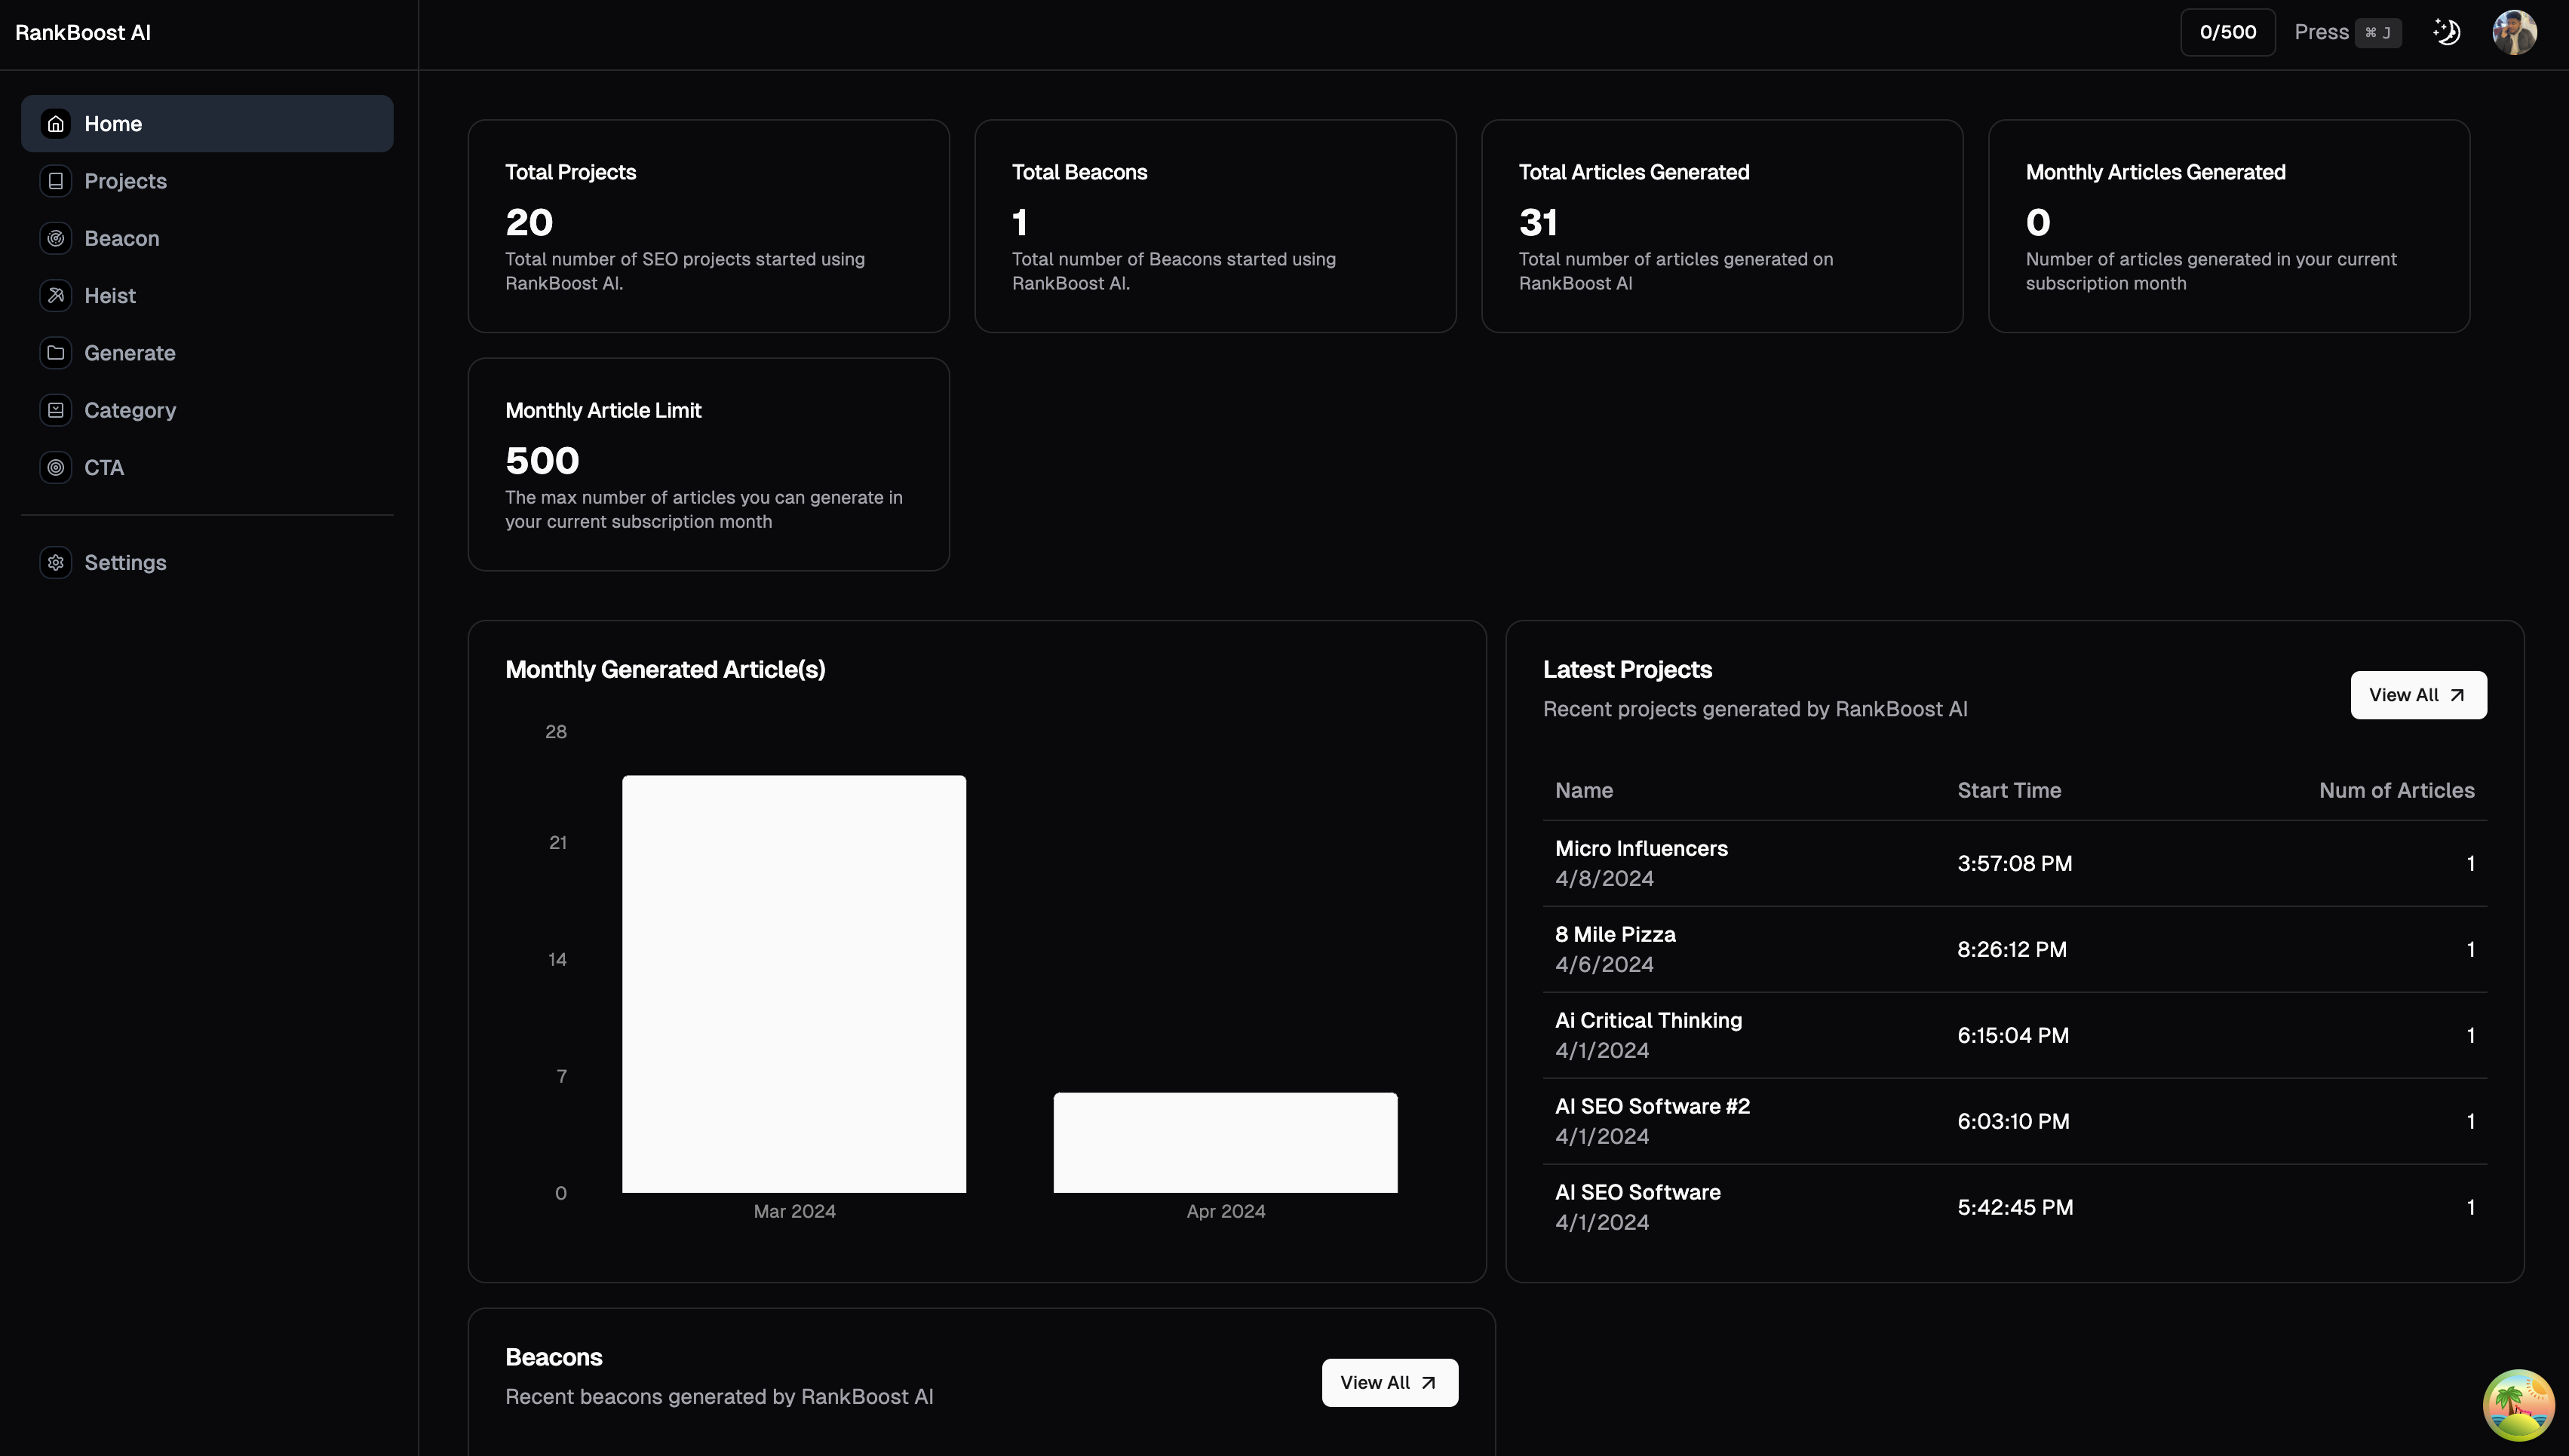 RankBoost AI
0/500
Press ⌘ J
Home
Projects
Beacon
Heist
Generate
Category
CTA
Settings
Total Projects
20
Total number of SEO projects started using
RankBoost AI.
Total Beacons
1
Total number of Beacons started using
RankBoost AI.
Total Articles Generated
31
Total number of articles generated on
RankBoost AI
Monthly Articles Generated
0
Number of articles generated in your current
subscription month
Monthly Article Limit
500
The max number of articles you can generate in
your current subscription month
Monthly Generated Article(s)
28
21
14
7
0
Mar 2024
Apr 2024
Latest Projects
Recent projects generated by RankBoost AI
View All
Name Start Time Num of Articles
Micro Influencers
4/8/2024
3:57:08 PM
1
8 Mile Pizza
4/6/2024
8:26:12 PM
1
Ai Critical Thinking
4/1/2024
6:15:04 PM
1
AI SEO Software #2
4/1/2024
6:03:10 PM
1
AI SEO Software
4/1/2024
5:42:45 PM
1
Beacons
Recent beacons generated by RankBoost AI
View All